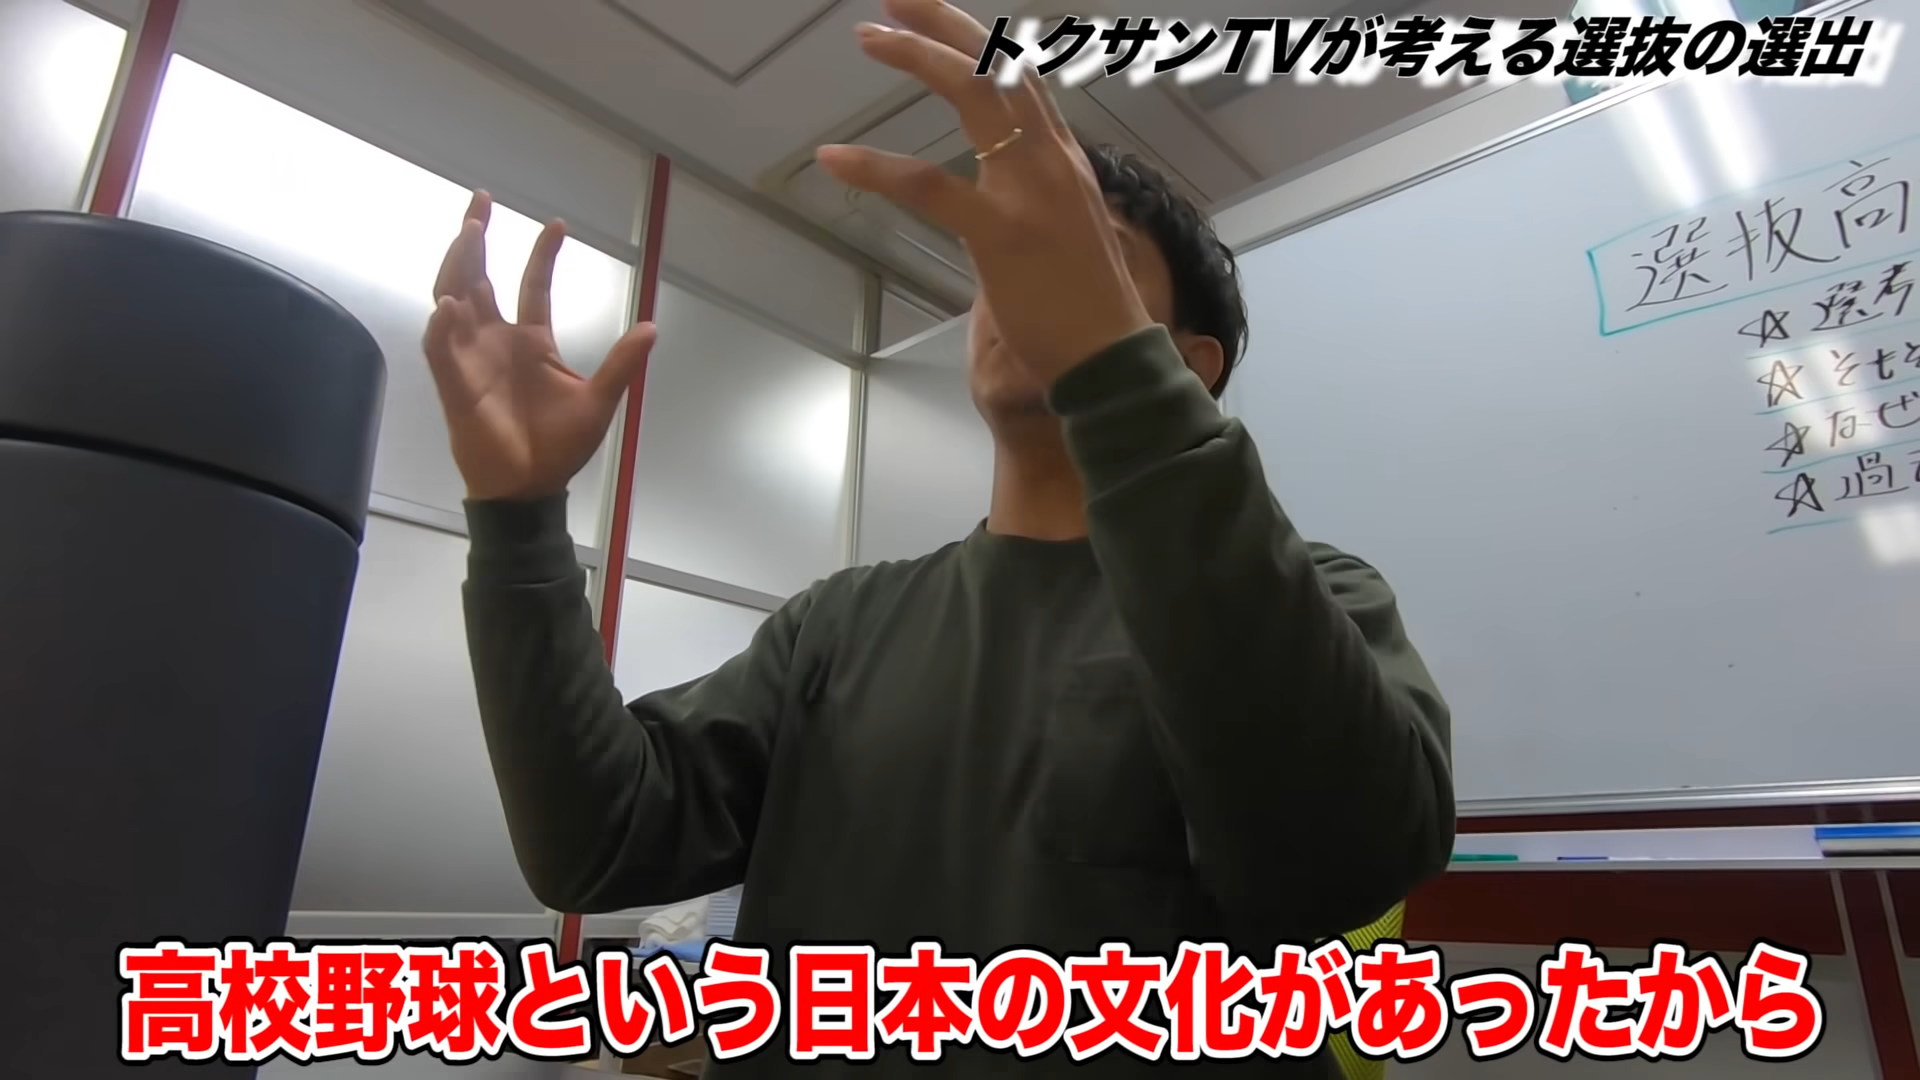 トクサンTVが考える選抜の選出
選抜高
☆選考
☆そもそ
☆なぜ
☆過
高校野球という日本の文化があったから